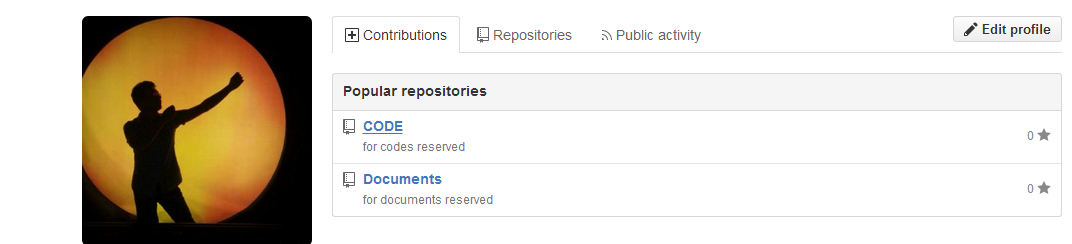 Contributions Repositories Public activity Edit profile
Popular repositories
CODE 0
for codes reserved
Documents 0
for documents reserved